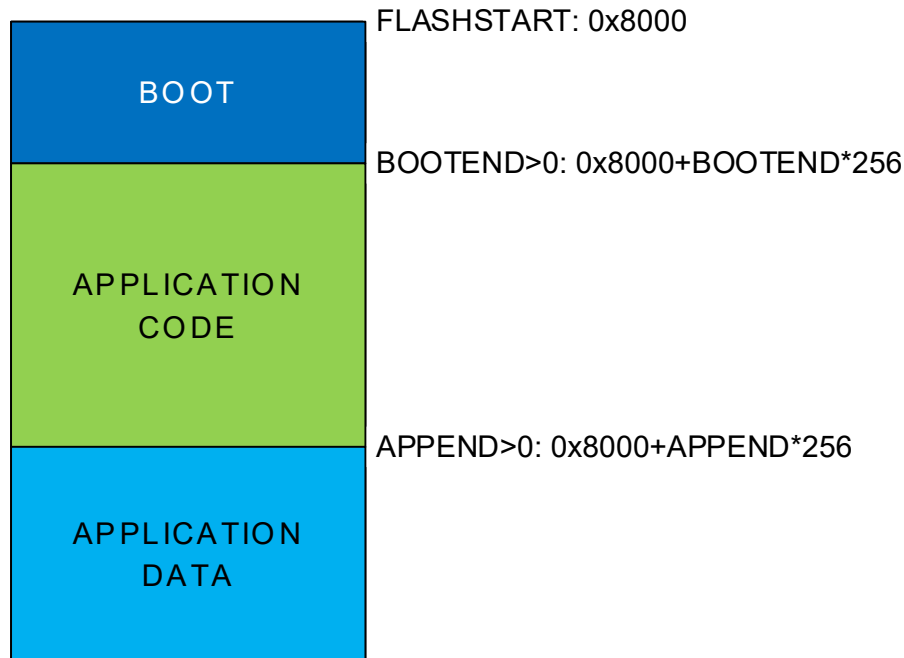 FLASHSTART: 0x8000
BOOT
BOOTEND>0: 0x8000+BOOTEND*256
APPLICATION
CODE
APPEND>0: 0x8000+APPEND*256
APPLICATION
DATA